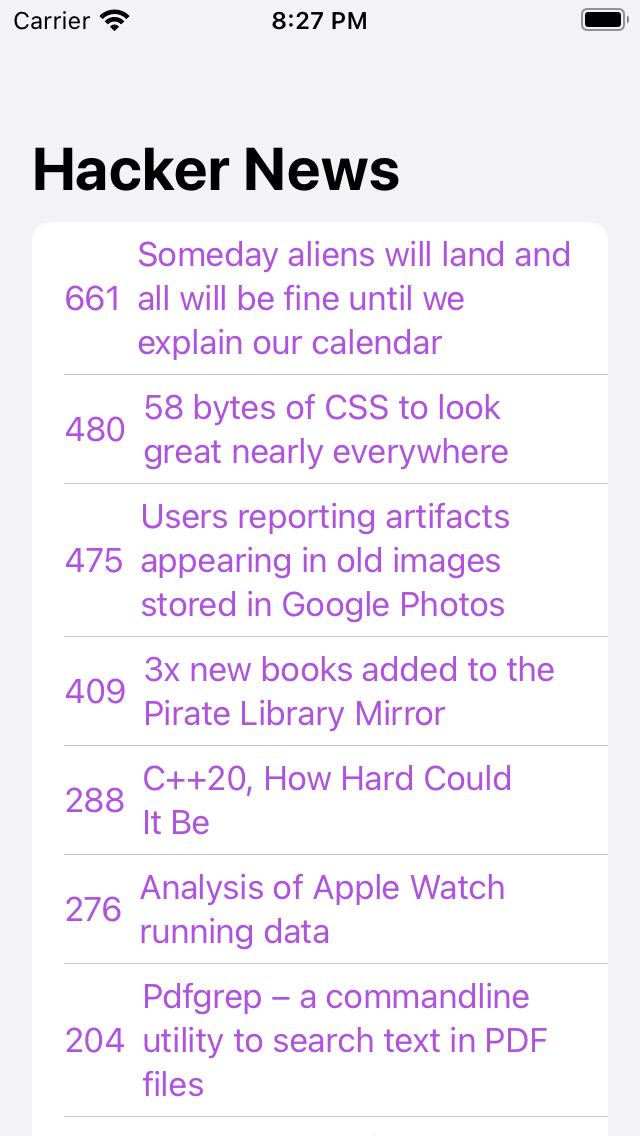 Carrier 8:27 PM
Hacker News
Someday aliens will land and
661 all will be fine until we
explain our calendar
58 bytes of CSS to look
480
great nearly everywhere
Users reporting artifacts
475 appearing in old images
stored in Google Photos
3x new books added to the
409
Pirate Library Mirror
C++20, How Hard Could
288
It Be
Analysis of Apple Watch
276
running data
Pdfgrep – a commandline
204 utility to search text in PDF
files